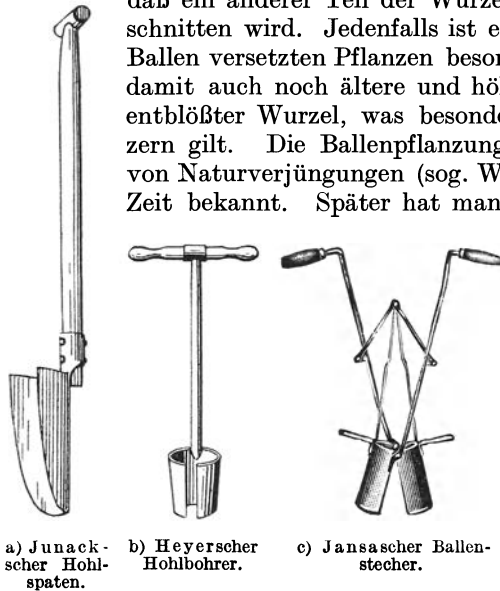 daß ein anderer Teil der Wurze
schnitten wird. Jedenfalls ist e
Ballen versetzten Pflanzen beson
damit auch noch ältere und hö
entblößter Wurzel, was besonde
zern gilt. Die Ballenpflanzung
von Naturverjüngungen (sog. W
Zeit bekannt. Später hat man
a) Junack-
scher Hohl-
spaten.
b) Heyerscher
Hohlbohrer.
c) Jansascher Ballen-
stecher.